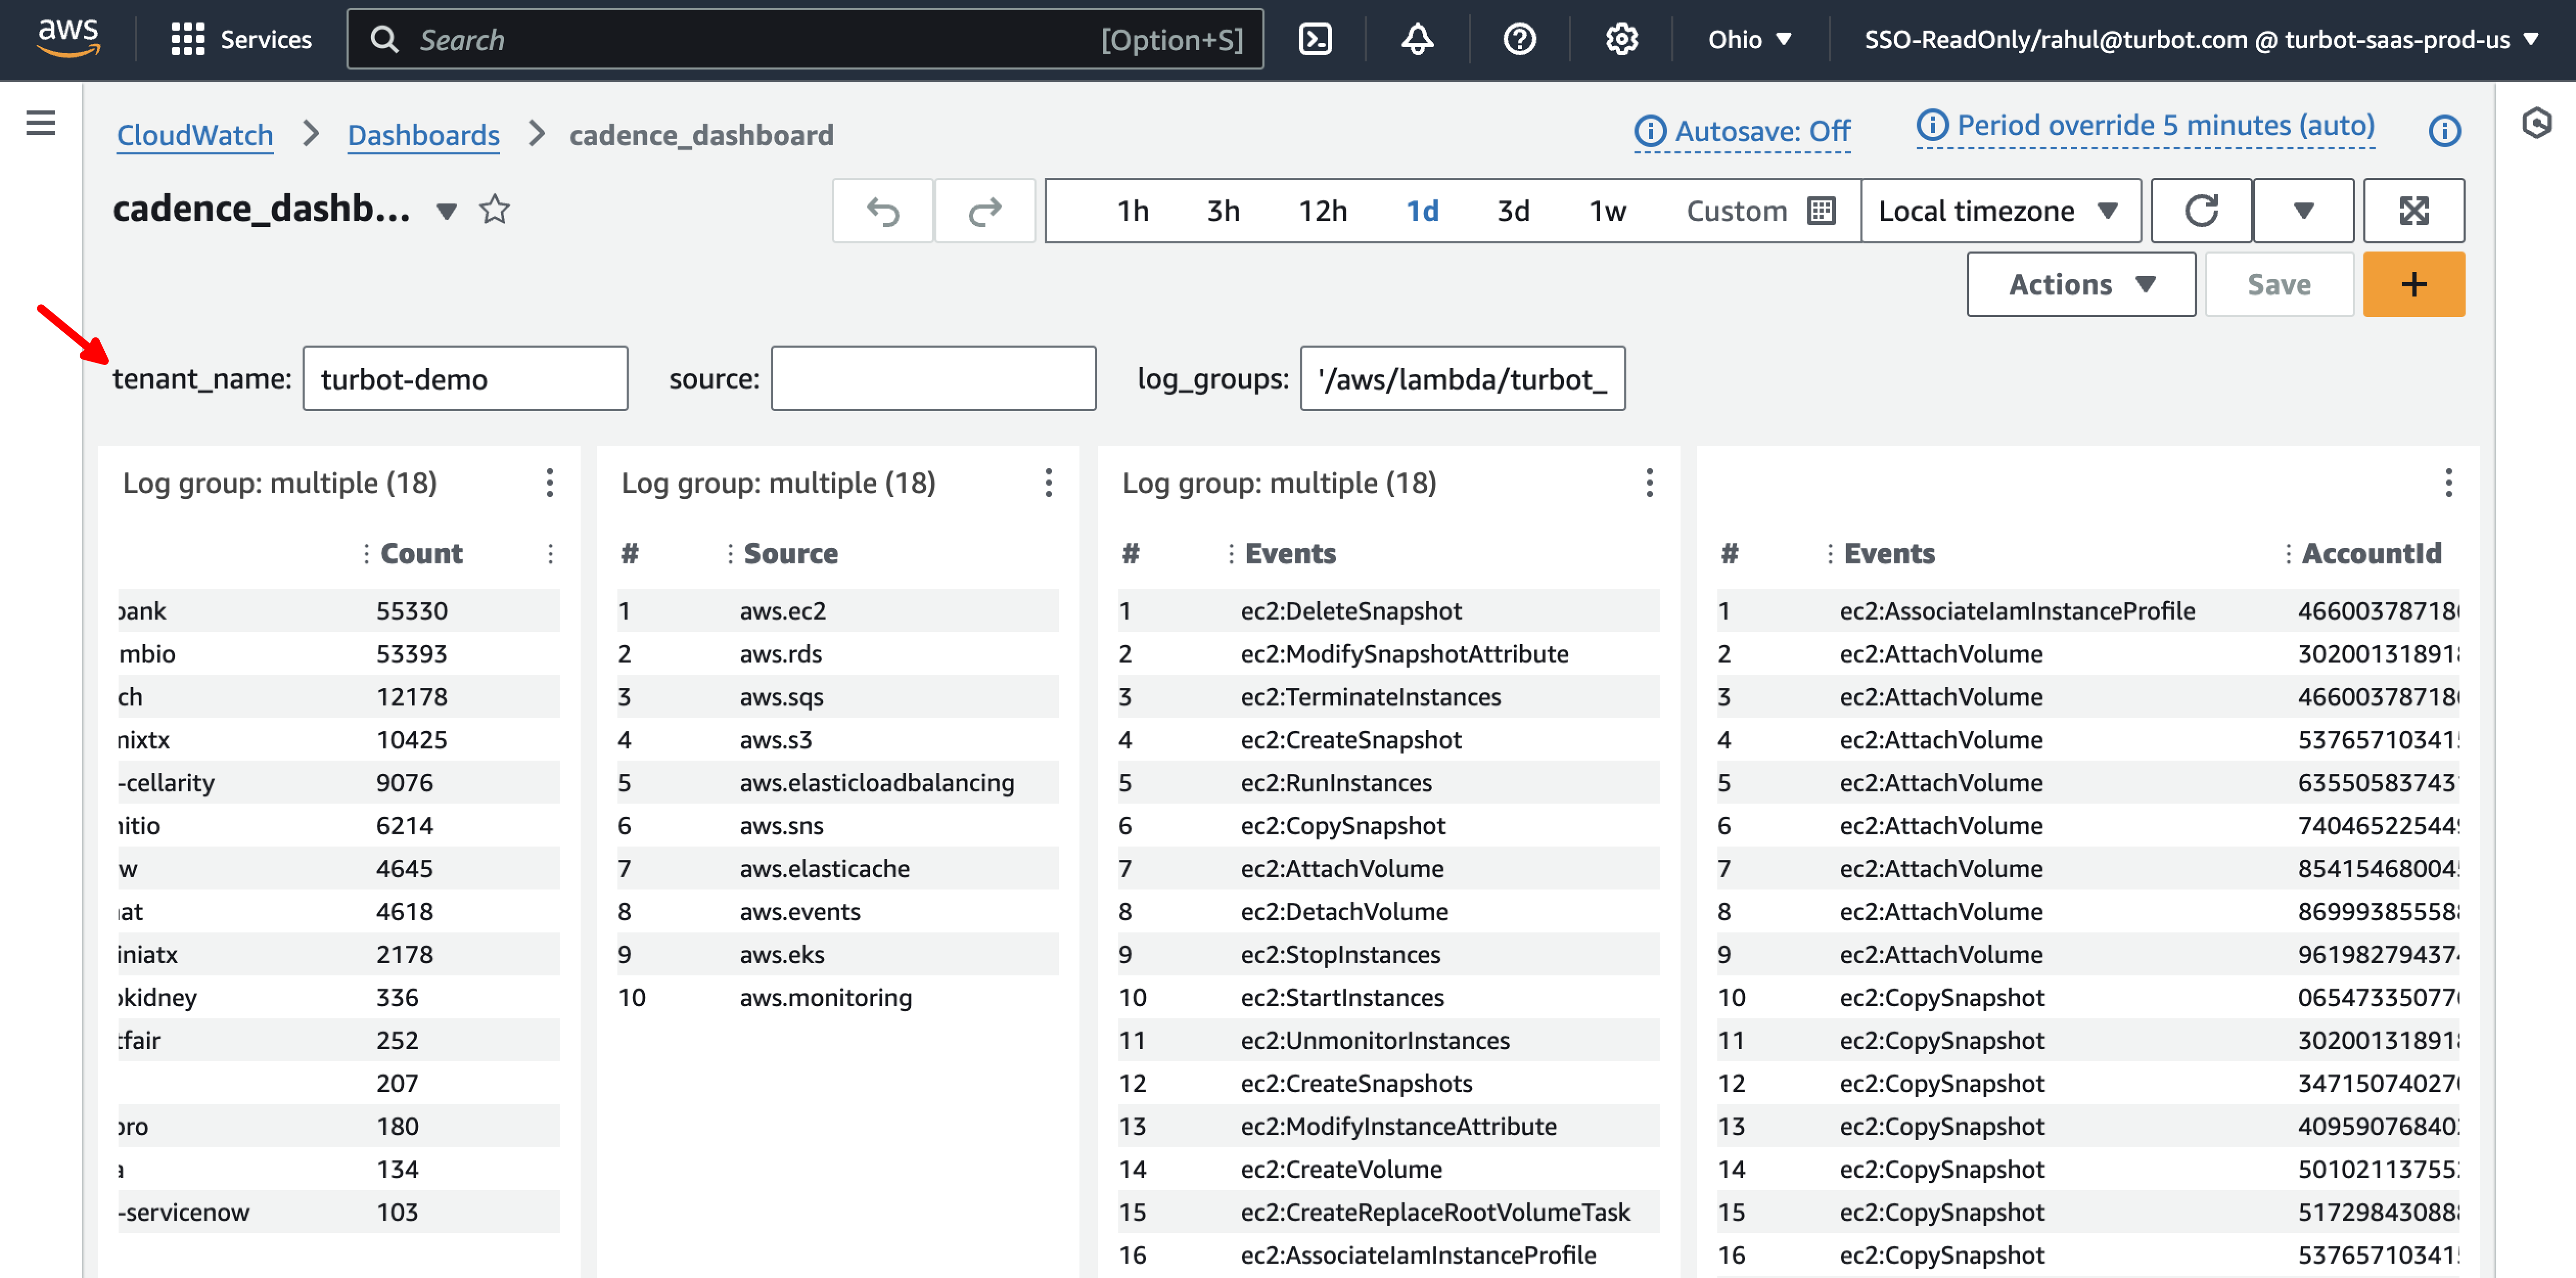 aws Services Search [Option+S] Ohio SSO-ReadOnly/rahul@turbot.com @ turbot-saas-prod-us
CloudWatch Dashboards cadence_dashboard Autosave: Off Period override 5 minutes (auto)
cadence_dashb... 1h 3h 12h 1d 3d 1w Custom Local timezone
Actions Save +
tenant_name: turbot-demo source: log_groups: '/aws/lambda/turbot_
Log group: multiple (18)
Count
bank 55330
mbio 53393
ch 12178
mixtx 10425
-cellarity 9076
nitio 6214
w 4645
at 4618
iniatx 2178
okidney 336
tfair 252
207
pro 180
a 134
-servicenow 103
Log group: multiple (18)
# Source
1 aws.ec2
2 aws.rds
3 aws.sqs
4 aws.s3
5 aws.elasticloadbalancing
6 aws.sns
7 aws.elasticache
8 aws.events
9 aws.eks
10 aws.monitoring
Log group: multiple (18)
# Events
1 ec2:DeleteSnapshot
2 ec2:ModifySnapshotAttribute
3 ec2:TerminateInstances
4 ec2:CreateSnapshot
5 ec2:RunInstances
6 ec2:CopySnapshot
7 ec2:AttachVolume
8 ec2:DetachVolume
9 ec2:StopInstances
10 ec2:StartInstances
11 ec2:UnmonitorInstances
12 ec2:CreateSnapshots
13 ec2:ModifyInstanceAttribute
14 ec2:CreateVolume
15 ec2:CreateReplaceRootVolumeTask
16 ec2:AssociateIamInstanceProfile
# Events AccountId
1 ec2:AssociateIamInstanceProfile 46600378718
2 ec2:AttachVolume 30200131891
3 ec2:AttachVolume 46600378718
4 ec2:AttachVolume 53765710341
5 ec2:AttachVolume 63550583743
6 ec2:AttachVolume 74046522544
7 ec2:AttachVolume 85415468004
8 ec2:AttachVolume 86999385558
9 ec2:AttachVolume 96198279437
10 ec2:CopySnapshot 06547335077
11 ec2:CopySnapshot 30200131891
12 ec2:CopySnapshot 34715074027
13 ec2:CopySnapshot 40959076840
14 ec2:CopySnapshot 50102113755
15 ec2:CopySnapshot 51729843088
16 ec2:CopySnapshot 53765710341